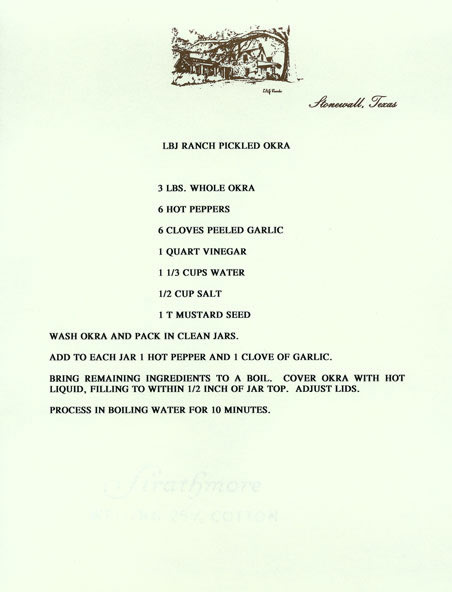 LBJ Ranch
Stonewall, Texas
LBJ RANCH PICKLED OKRA
3 LBS. WHOLE OKRA
6 HOT PEPPERS
6 CLOVES PEELED GARLIC
1 QUART VINEGAR
1 1/3 CUPS WATER
1/2 CUP SALT
1 T MUSTARD SEED
WASH OKRA AND PACK IN CLEAN JARS.
ADD TO EACH JAR 1 HOT PEPPER AND 1 CLOVE OF GARLIC.
BRING REMAINING INGREDIENTS TO A BOIL. COVER OKRA WITH HOT
LIQUID, FILLING TO WITHIN 1/2 INCH OF JAR TOP. ADJUST LIDS.
PROCESS IN BOILING WATER FOR 10 MINUTES.
Strathmore
25% COTTON